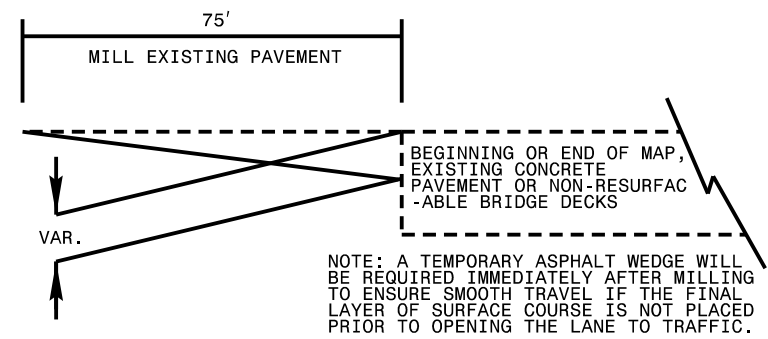 75'
MILL EXISTING PAVEMENT
BEGINNING OR END OF MAP,
EXISTING CONCRETE
PAVEMENT OR NON-RESURFAC
-ABLE BRIDGE DECKS
VAR.
NOTE: A TEMPORARY ASPHALT WEDGE WILL
BE REQUIRED IMMEDIATELY AFTER MILLING
TO ENSURE SMOOTH TRAVEL IF THE FINAL
LAYER OF SURFACE COURSE IS NOT PLACED
PRIOR TO OPENING THE LANE TO TRAFFIC.